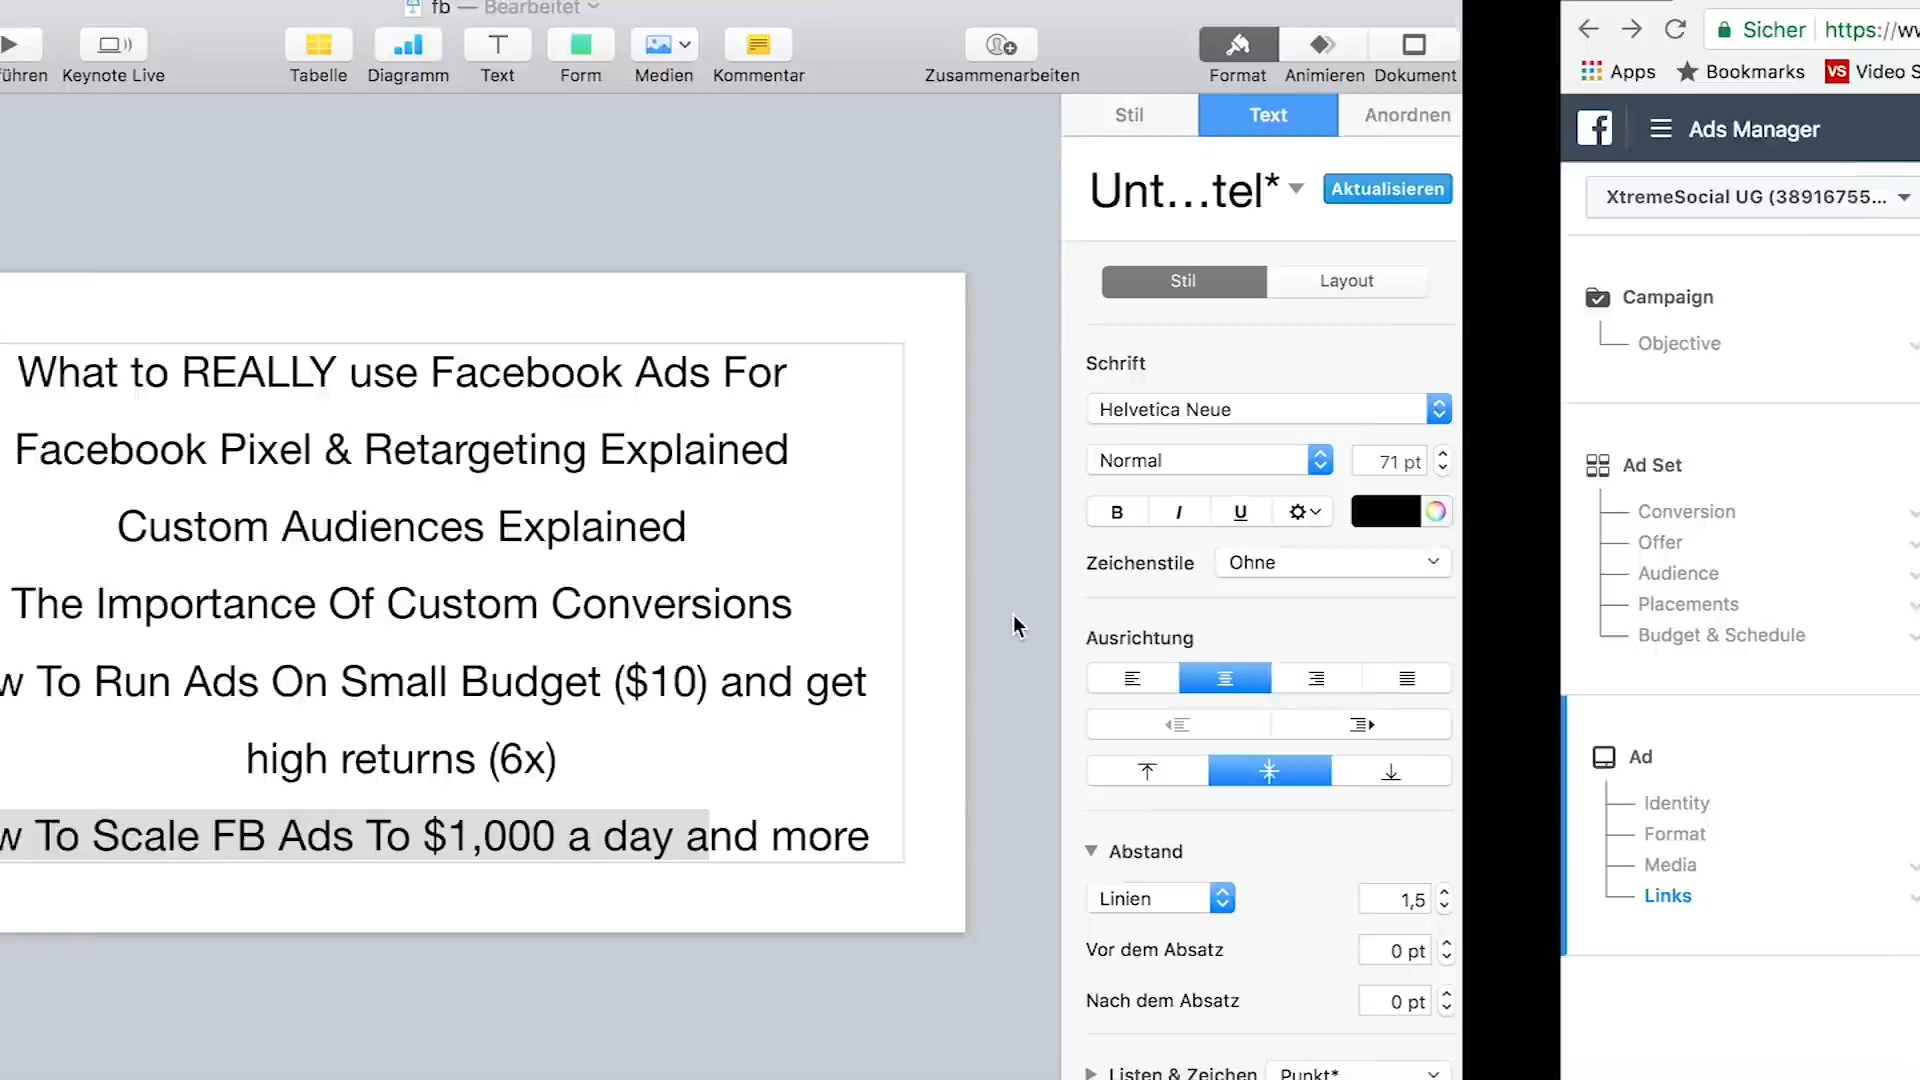 fb — Bearbeitet
ühren
Keynote Live
Tabelle
Diagramm
Text
Form
Medien
Kommentar
Zusammenarbeiten
Format
Animieren
Dokument
Stil
Text
Anordnen
Unt...tel*
Aktualisieren
Stil
Layout
Schrift
Helvetica Neue
Normal
71 pt
B
I
U
Zeichenstile
Ohne
Ausrichtung
Abstand
Linien
1,5
Vor dem Absatz
0 pt
Nach dem Absatz
0 pt
Listen & Zeichen
Punkt*
What to REALLY use Facebook Ads For
Facebook Pixel & Retargeting Explained
Custom Audiences Explained
The Importance Of Custom Conversions
w To Run Ads On Small Budget ($10) and get
high returns (6x)
w To Scale FB Ads To $1,000 a day and more
Sicher
https://w
Apps
Bookmarks
VS
Video S
f
Ads Manager
XtremeSocial UG (38916755...
Campaign
Objective
Ad Set
Conversion
Offer
Audience
Placements
Budget & Schedule
Ad
Identity
Format
Media
Links